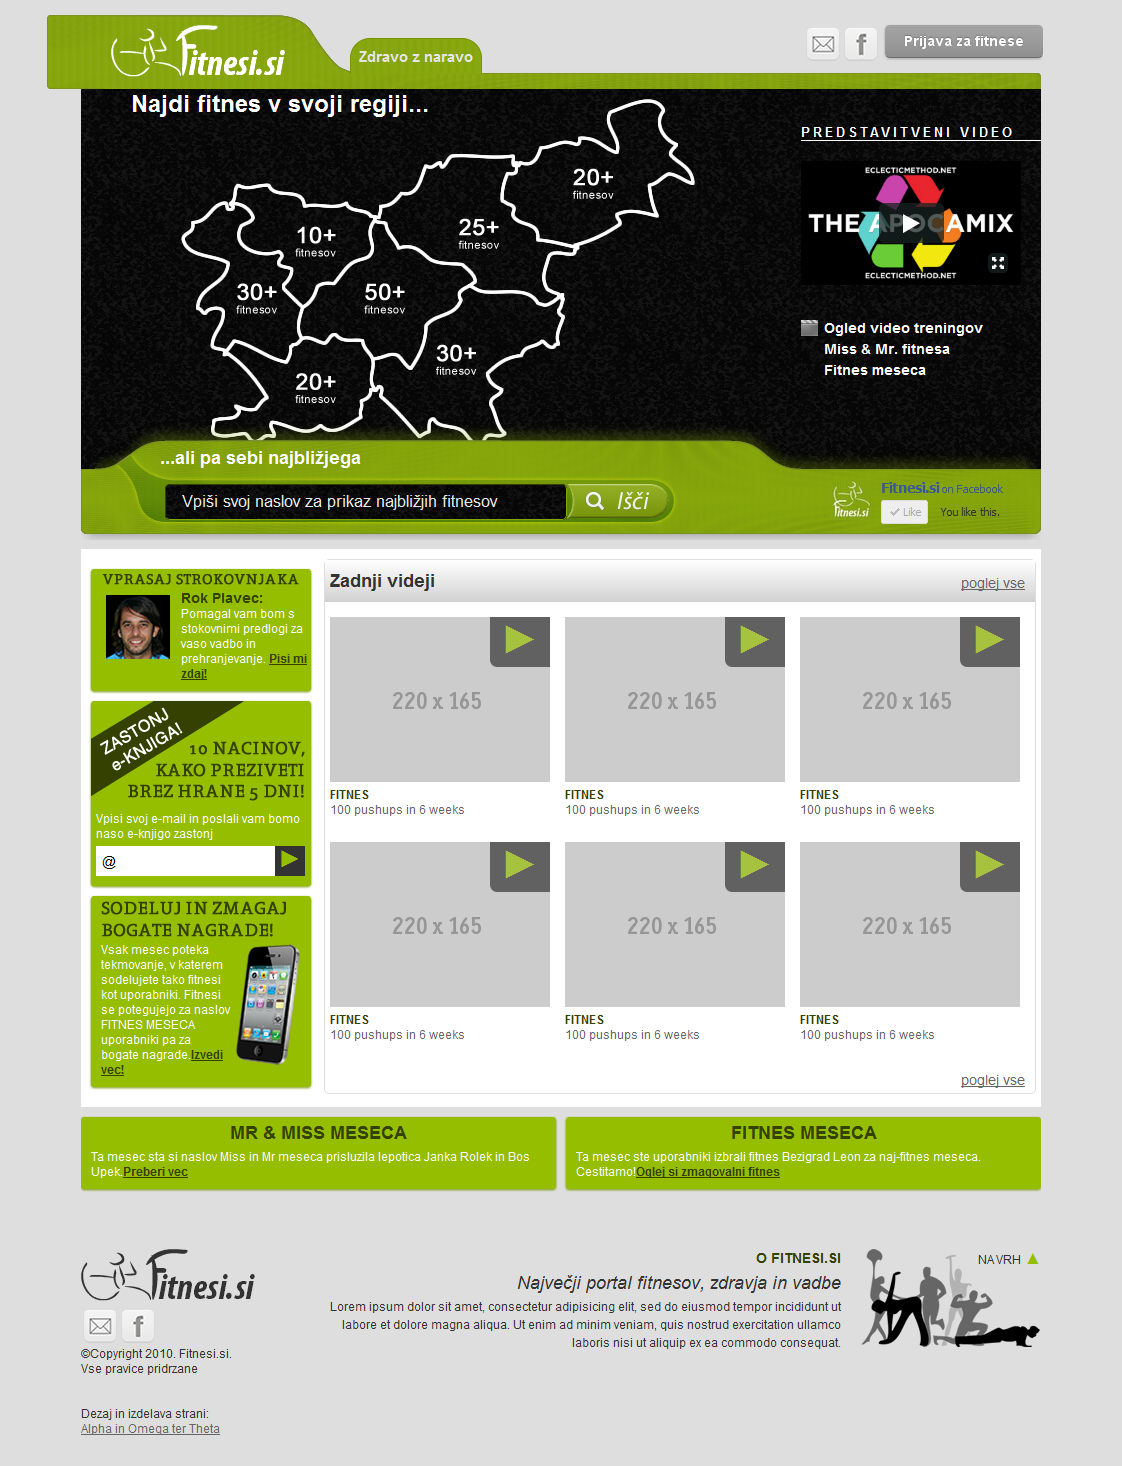 Fitnesi.si
Zdravo z naravo
Prijava za fitnese
Najdi fitnes v svoji regiji...
20+
fitnesov
25+
fitnesov
10+
fitnesov
30+
fitnesov
50+
fitnesov
30+
fitnesov
20+
fitnesov
PREDSTAVITVENI VIDEO
ECLECTICMETHOD.NET
THE APOCAMIX
ECLECTICMETHOD.NET
Ogled video treningov
Miss & Mr. fitnesa
Fitnes meseca
...ali pa sebi najbližjega
Vpiši svoj naslov za prikaz najbližjih fitnesov
Išči
Fitnesi.si
Fitnesi.si on Facebook
Like
You like this.
VPRASAJ STROKOVNJAKA
Rok Plavec:
Pomagal vam bom s
stokovnimi predlogi za
vaso vadbo in
prehranjevanje. Pisi mi
zdaj!
ZASTONJ
e-KNJIGA!
10 NACINOV,
KAKO PREZIVETI
BREZ HRANE 5 DNI!
Vpisi svoj e-mail in poslali vam bomo
naso e-knjigo zastonj
@
SODELUJ IN ZMAGAJ
BOGATE NAGRADE!
Vsak mesec poteka
tekmovanje, v katerem
sodelujete tako fitnesi
kot uporabniki. Fitnesi
se potegujejo za naslov
FITNES MESECA
uporabniki pa za
bogate nagrade.Izvedi
vec!
Zadnji videji
poglej vse
220 x 165
220 x 165
220 x 165
FITNES
100 pushups in 6 weeks
FITNES
100 pushups in 6 weeks
FITNES
100 pushups in 6 weeks
220 x 165
220 x 165
220 x 165
FITNES
100 pushups in 6 weeks
FITNES
100 pushups in 6 weeks
FITNES
100 pushups in 6 weeks
poglej vse
MR & MISS MESECA
Ta mesec sta si naslov Miss in Mr meseca prisluzila lepotica Janka Rolek in Bos
Upek.Preberi vec
FITNES MESECA
Ta mesec ste uporabniki izbrali fitnes Bezigrad Leon za naj-fitnes meseca.
Cestitamo!Oglej si zmagovalni fitnes
Fitnesi.si
©Copyright 2010. Fitnesi.si.
Vse pravice pridrzane
Dezaj in izdelava strani:
Alpha in Omega ter Theta
O FITNESI.SI
Največji portal fitnesov, zdravja in vadbe
Lorem ipsum dolor sit amet, consectetur adipisicing elit, sed do eiusmod tempor incididunt ut
labore et dolore magna aliqua. Ut enim ad minim veniam, quis nostrud exercitation ullamco
laboris nisi ut aliquip ex ea commodo consequat.
NAVRH